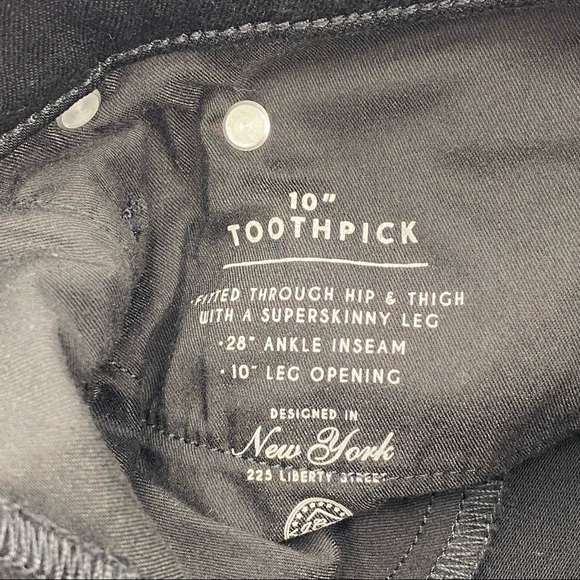 10"
TOOTHPICK
•FITTED THROUGH HIP & THIGH
WITH A SUPERSKINNY LEG
•28" ANKLE INSEAM
•10" LEG OPENING
DESIGNED IN
New York
225 LIBERTY STREET